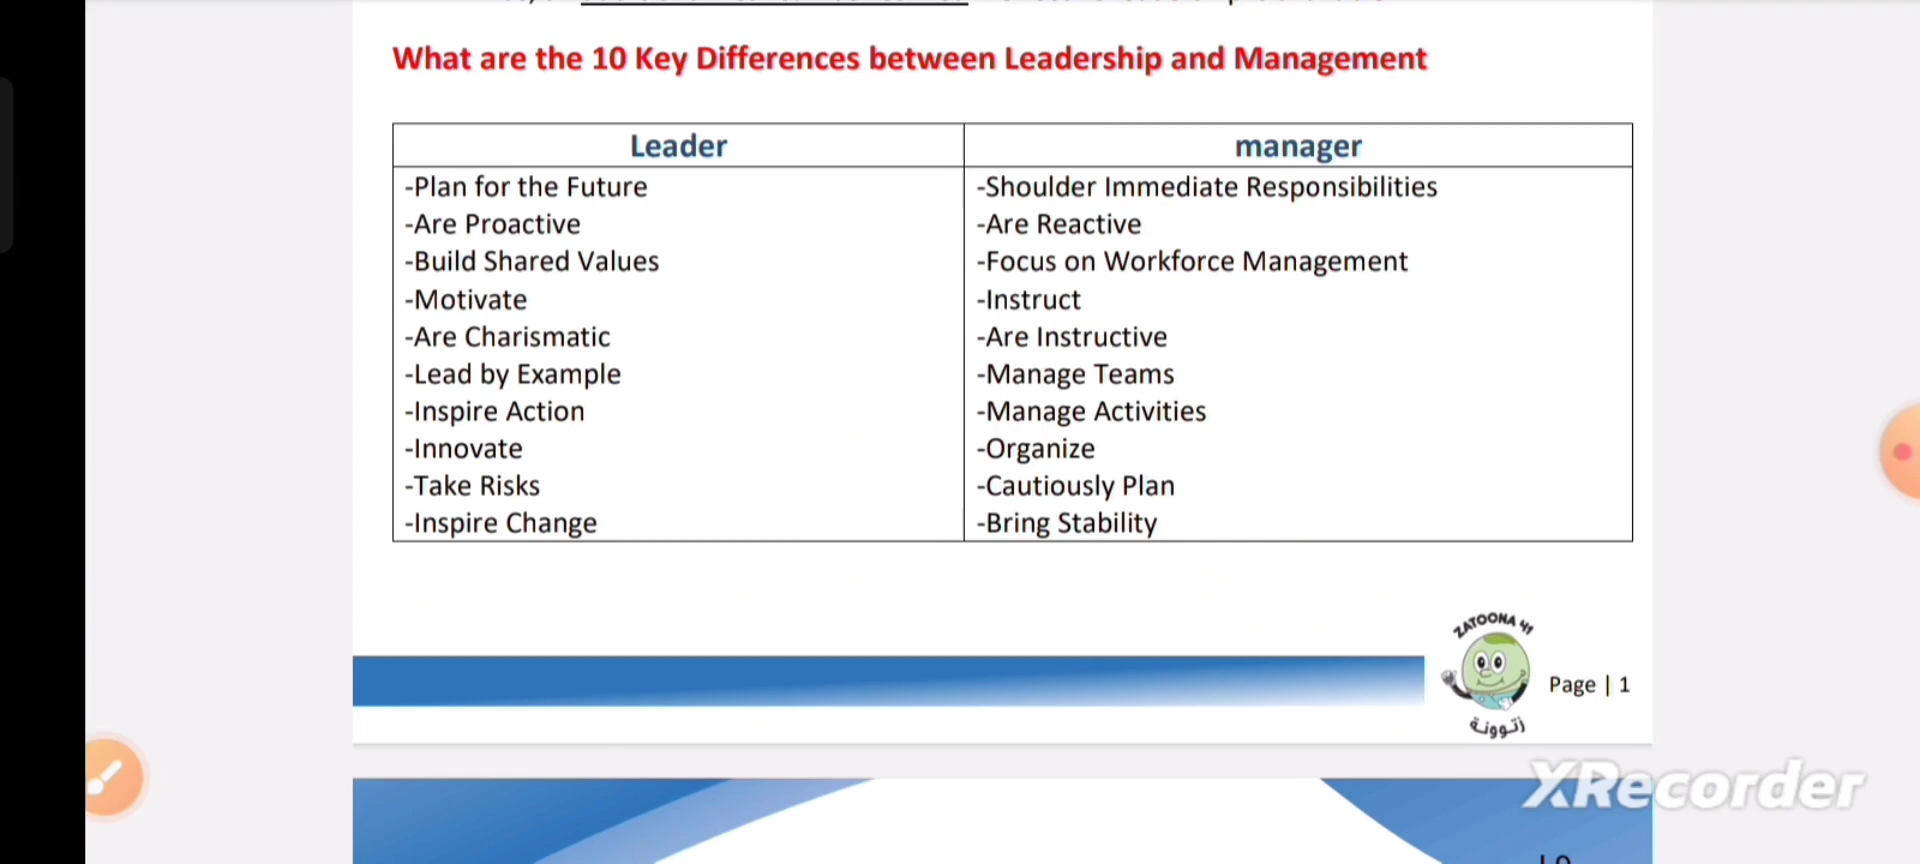 What are the 10 Key Differences between Leadership and Management
Leader
manager
-Plan for the Future
-Shoulder Immediate Responsibilities
-Are Proactive
-Are Reactive
-Build Shared Values
-Focus on Workforce Management
-Motivate
-Instruct
-Are Charismatic
-Are Instructive
-Lead by Example
-Manage Teams
-Inspire Action
-Manage Activities
-Innovate
-Organize
-Take Risks
-Cautiously Plan
-Inspire Change
-Bring Stability
ZATOONA 41
زتوونة
Page | 1
XRecorder